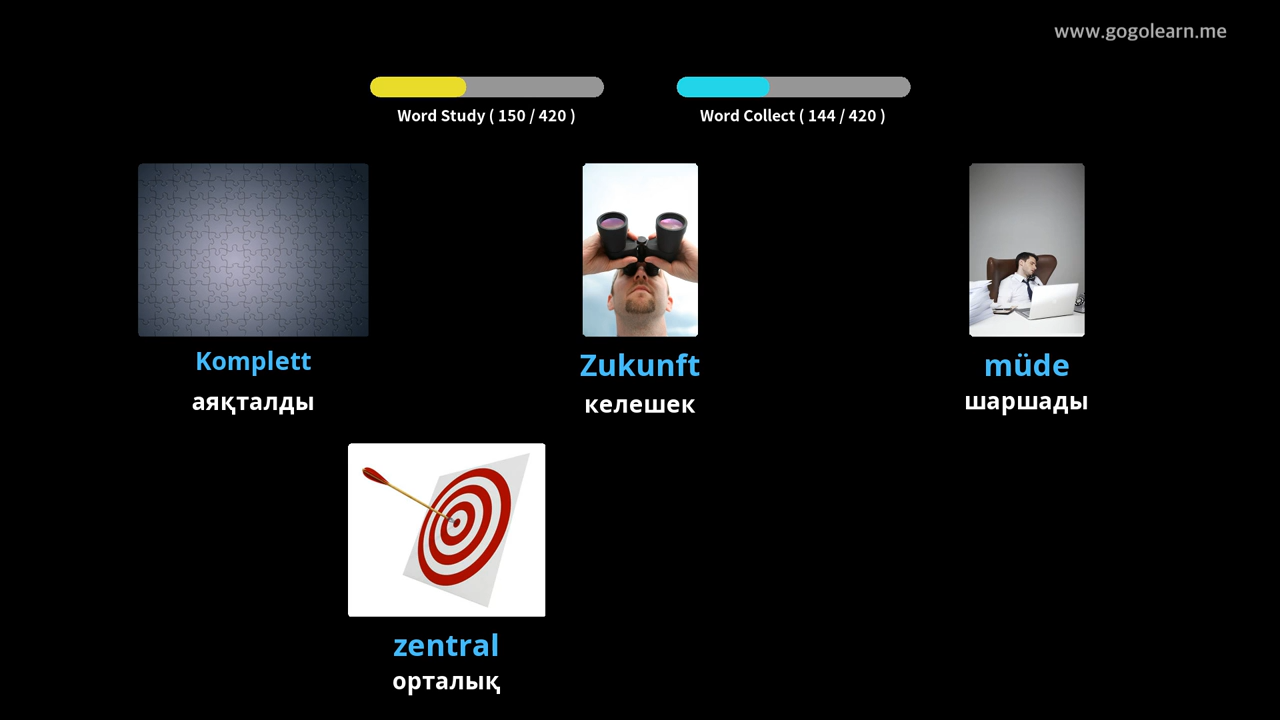 www.gogolearn.me
Word Study ( 150 / 420 )
Word Collect ( 144 / 420 )
Komplett
аяқталды
Zukunft
келешек
müde
шаршады
zentral
орталық